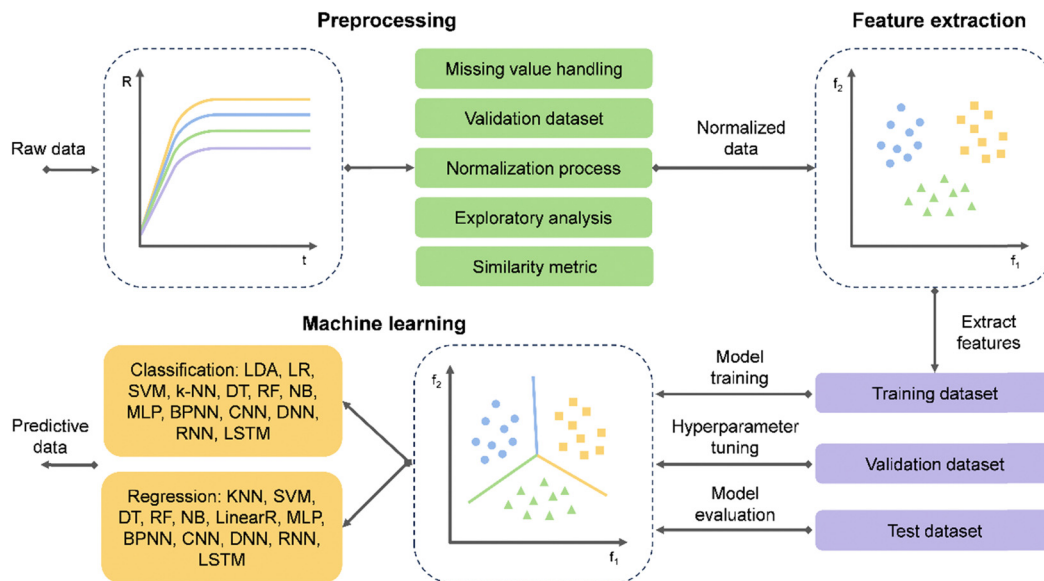 Preprocessing
Feature extraction
Raw data
R
t
Missing value handling
Validation dataset
Normalization process
Exploratory analysis
Similarity metric
Normalized
data
f2
f1
Extract
features
Machine learning
Training dataset
Validation dataset
Test dataset
Model
training
Hyperparameter
tuning
Model
evaluation
f2
f1
Classification: LDA, LR,
SVM, k-NN, DT, RF, NB,
MLP, BPNN, CNN, DNN,
RNN, LSTM
Regression: KNN, SVM,
DT, RF, NB, LinearR, MLP,
BPNN, CNN, DNN, RNN,
LSTM
Predictive
data